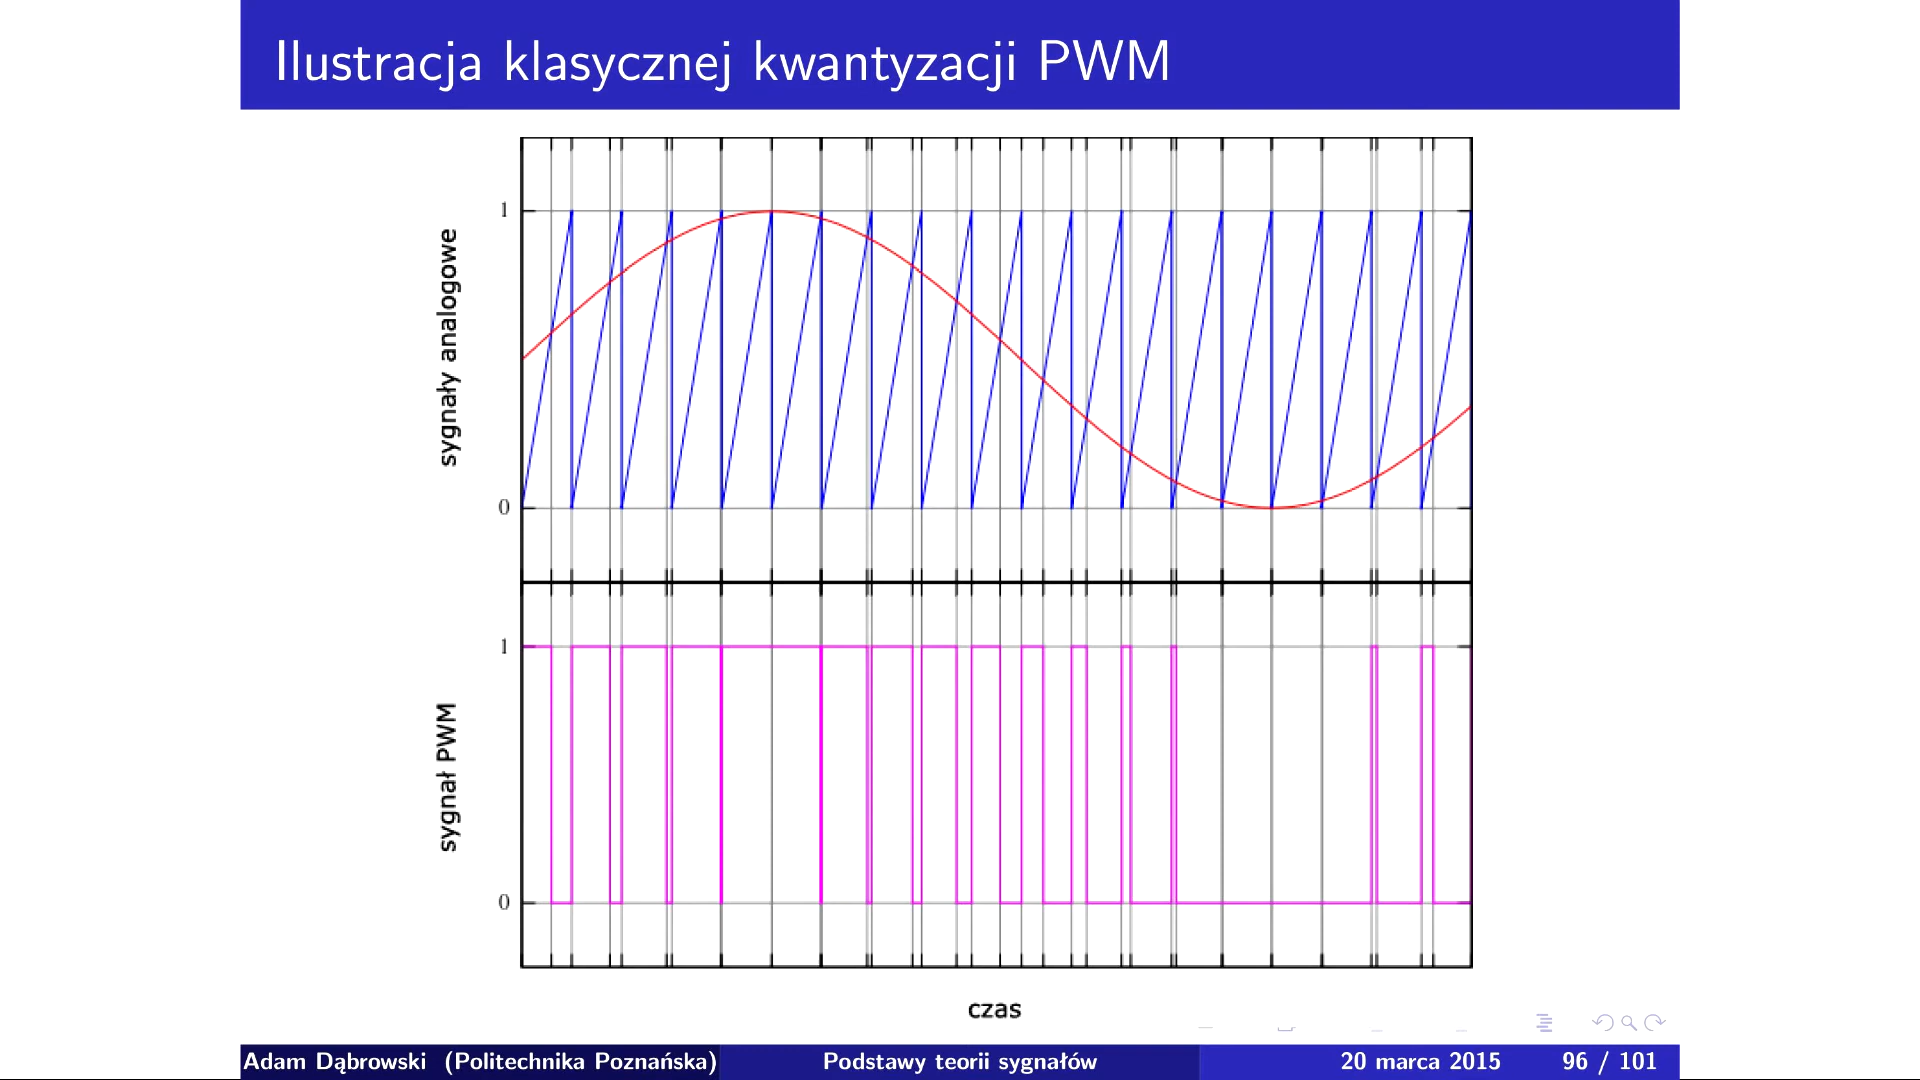 Ilustracja klasycznej kwantyzacji PWM
sygnały analogowe
1
0
sygnał PWM
1
0
czas
Adam Dąbrowski (Politechnika Poznańska)
Podstawy teorii sygnałów
20 marca 2015
96 / 101